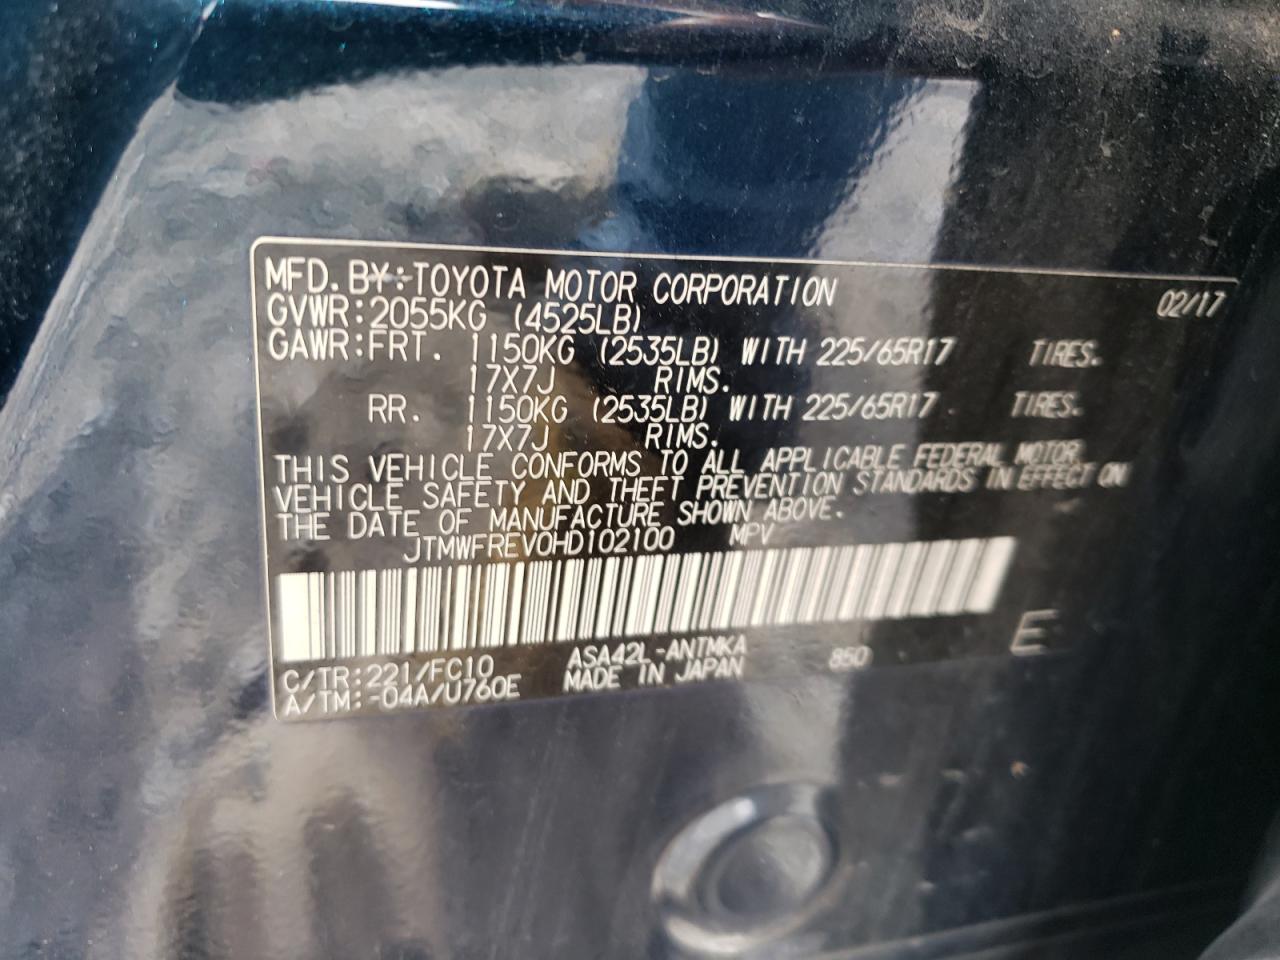 MFD. BY: TOYOTA MOTOR CORPORATION 02/17
GVWR: 2055KG (4525LB)
GAWR: FRT. 1150KG (2535LB) WITH 225/65R17 TIRES.
17X7J RIMS.
RR. 1150KG (2535LB) WITH 225/65R17 TIRES.
17X7J RIMS.
THIS VEHICLE CONFORMS TO ALL APPLICABLE FEDERAL MOTOR
VEHICLE SAFETY AND THEFT PREVENTION STANDARDS IN EFFECT ON
THE DATE OF MANUFACTURE SHOWN ABOVE.
JTMWFREV0HD102100 MPV
C/TR: 221/FC10 ASA42L-ANTMKA 850 E
A/TM: -04A/U760E MADE IN JAPAN